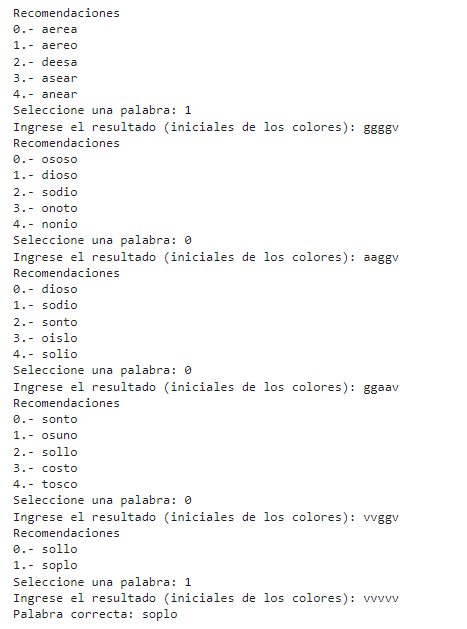 Recomendaciones
0.- aerea
1.- aereo
2.- deesa
3.- asear
4.- anear
Seleccione una palabra: 1
Ingrese el resultado (iniciales de los colores): ggggv
Recomendaciones
0.- ososo
1.- dioso
2.- sodio
3.- onoto
4.- nonio
Seleccione una palabra: 0
Ingrese el resultado (iniciales de los colores): aaggv
Recomendaciones
0.- dioso
1.- sodio
2.- sonto
3.- oislo
4.- solio
Seleccione una palabra: 0
Ingrese el resultado (iniciales de los colores): ggaav
Recomendaciones
0.- sonto
1.- osuno
2.- sollo
3.- costo
4.- tosco
Seleccione una palabra: 0
Ingrese el resultado (iniciales de los colores): vvggv
Recomendaciones
0.- sollo
1.- soplo
Seleccione una palabra: 1
Ingrese el resultado (iniciales de los colores): vvvvv
Palabra correcta: soplo